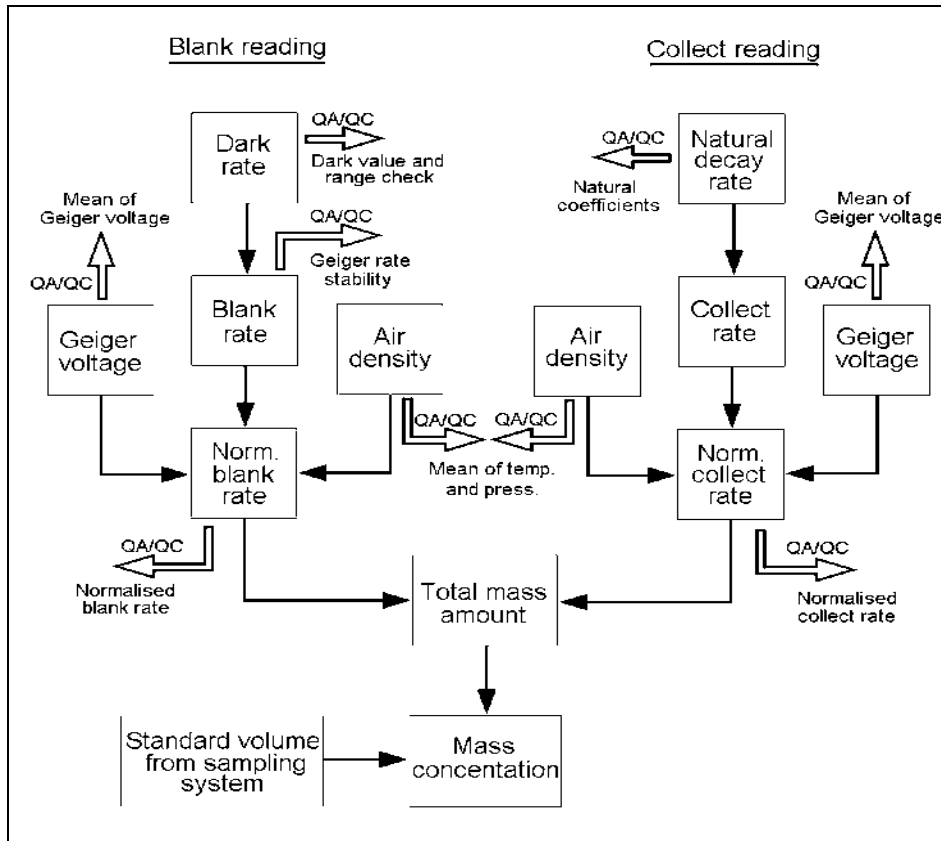 Blank reading
Collect reading
Dark
rate
QA/QC
Dark value and
range check
QA/QC
Natural
coefficients
Natural
decay
rate
Mean of
Geiger voltage
QA/QC
QA/QC
Geiger rate
stability
Mean of
Geiger voltage
QA/QC
Geiger
voltage
Blank
rate
Air
density
Air
density
Collect
rate
Geiger
voltage
QA/QC
QA/QC
Mean of temp.
and press.
Norm.
blank
rate
Norm.
collect
rate
QA/QC
Normalised
blank rate
QA/QC
Normalised
collect rate
Total mass
amount
Standard volume
from sampling
system
Mass
concentation